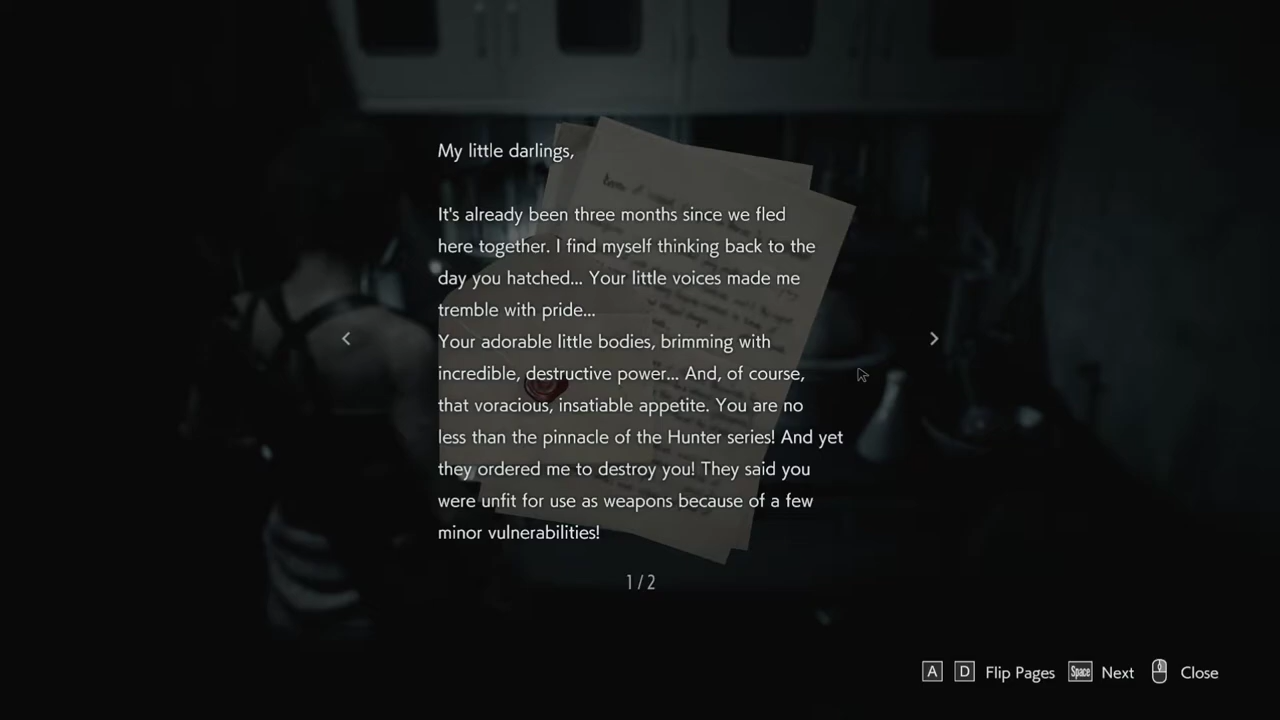 My little darlings,
It's already been three months since we fled
here together. I find myself thinking back to the
day you hatched... Your little voices made me
tremble with pride...
Your adorable little bodies, brimming with
incredible, destructive power... And, of course,
that voracious, insatiable appetite. You are no
less than the pinnacle of the Hunter series! And yet
they ordered me to destroy you! They said you
were unfit for use as weapons because of a few
minor vulnerabilities!
1 / 2
A D Flip Pages Space Next Close